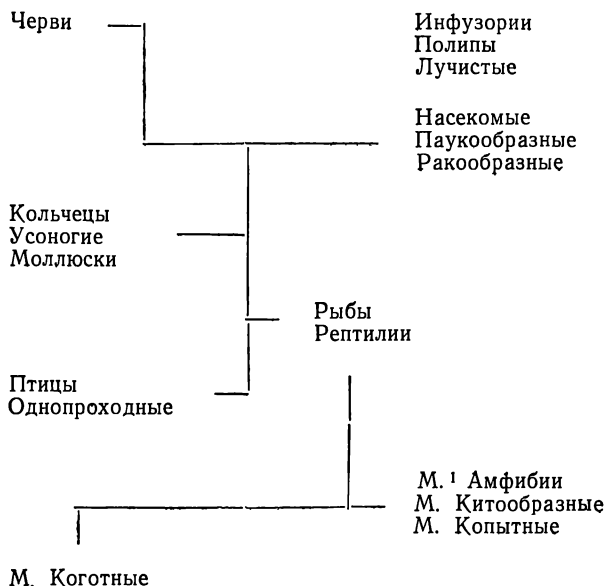 Черви
Инфузории
Полипы
Лучистые
Насекомые
Паукообразные
Ракообразные
Кольчецы
Усоногие
Моллюски
Рыбы
Рептилии
Птицы
Однопроходные
М. ¹ Амфибии
М. Китообразные
М. Копытные
М. Коготные